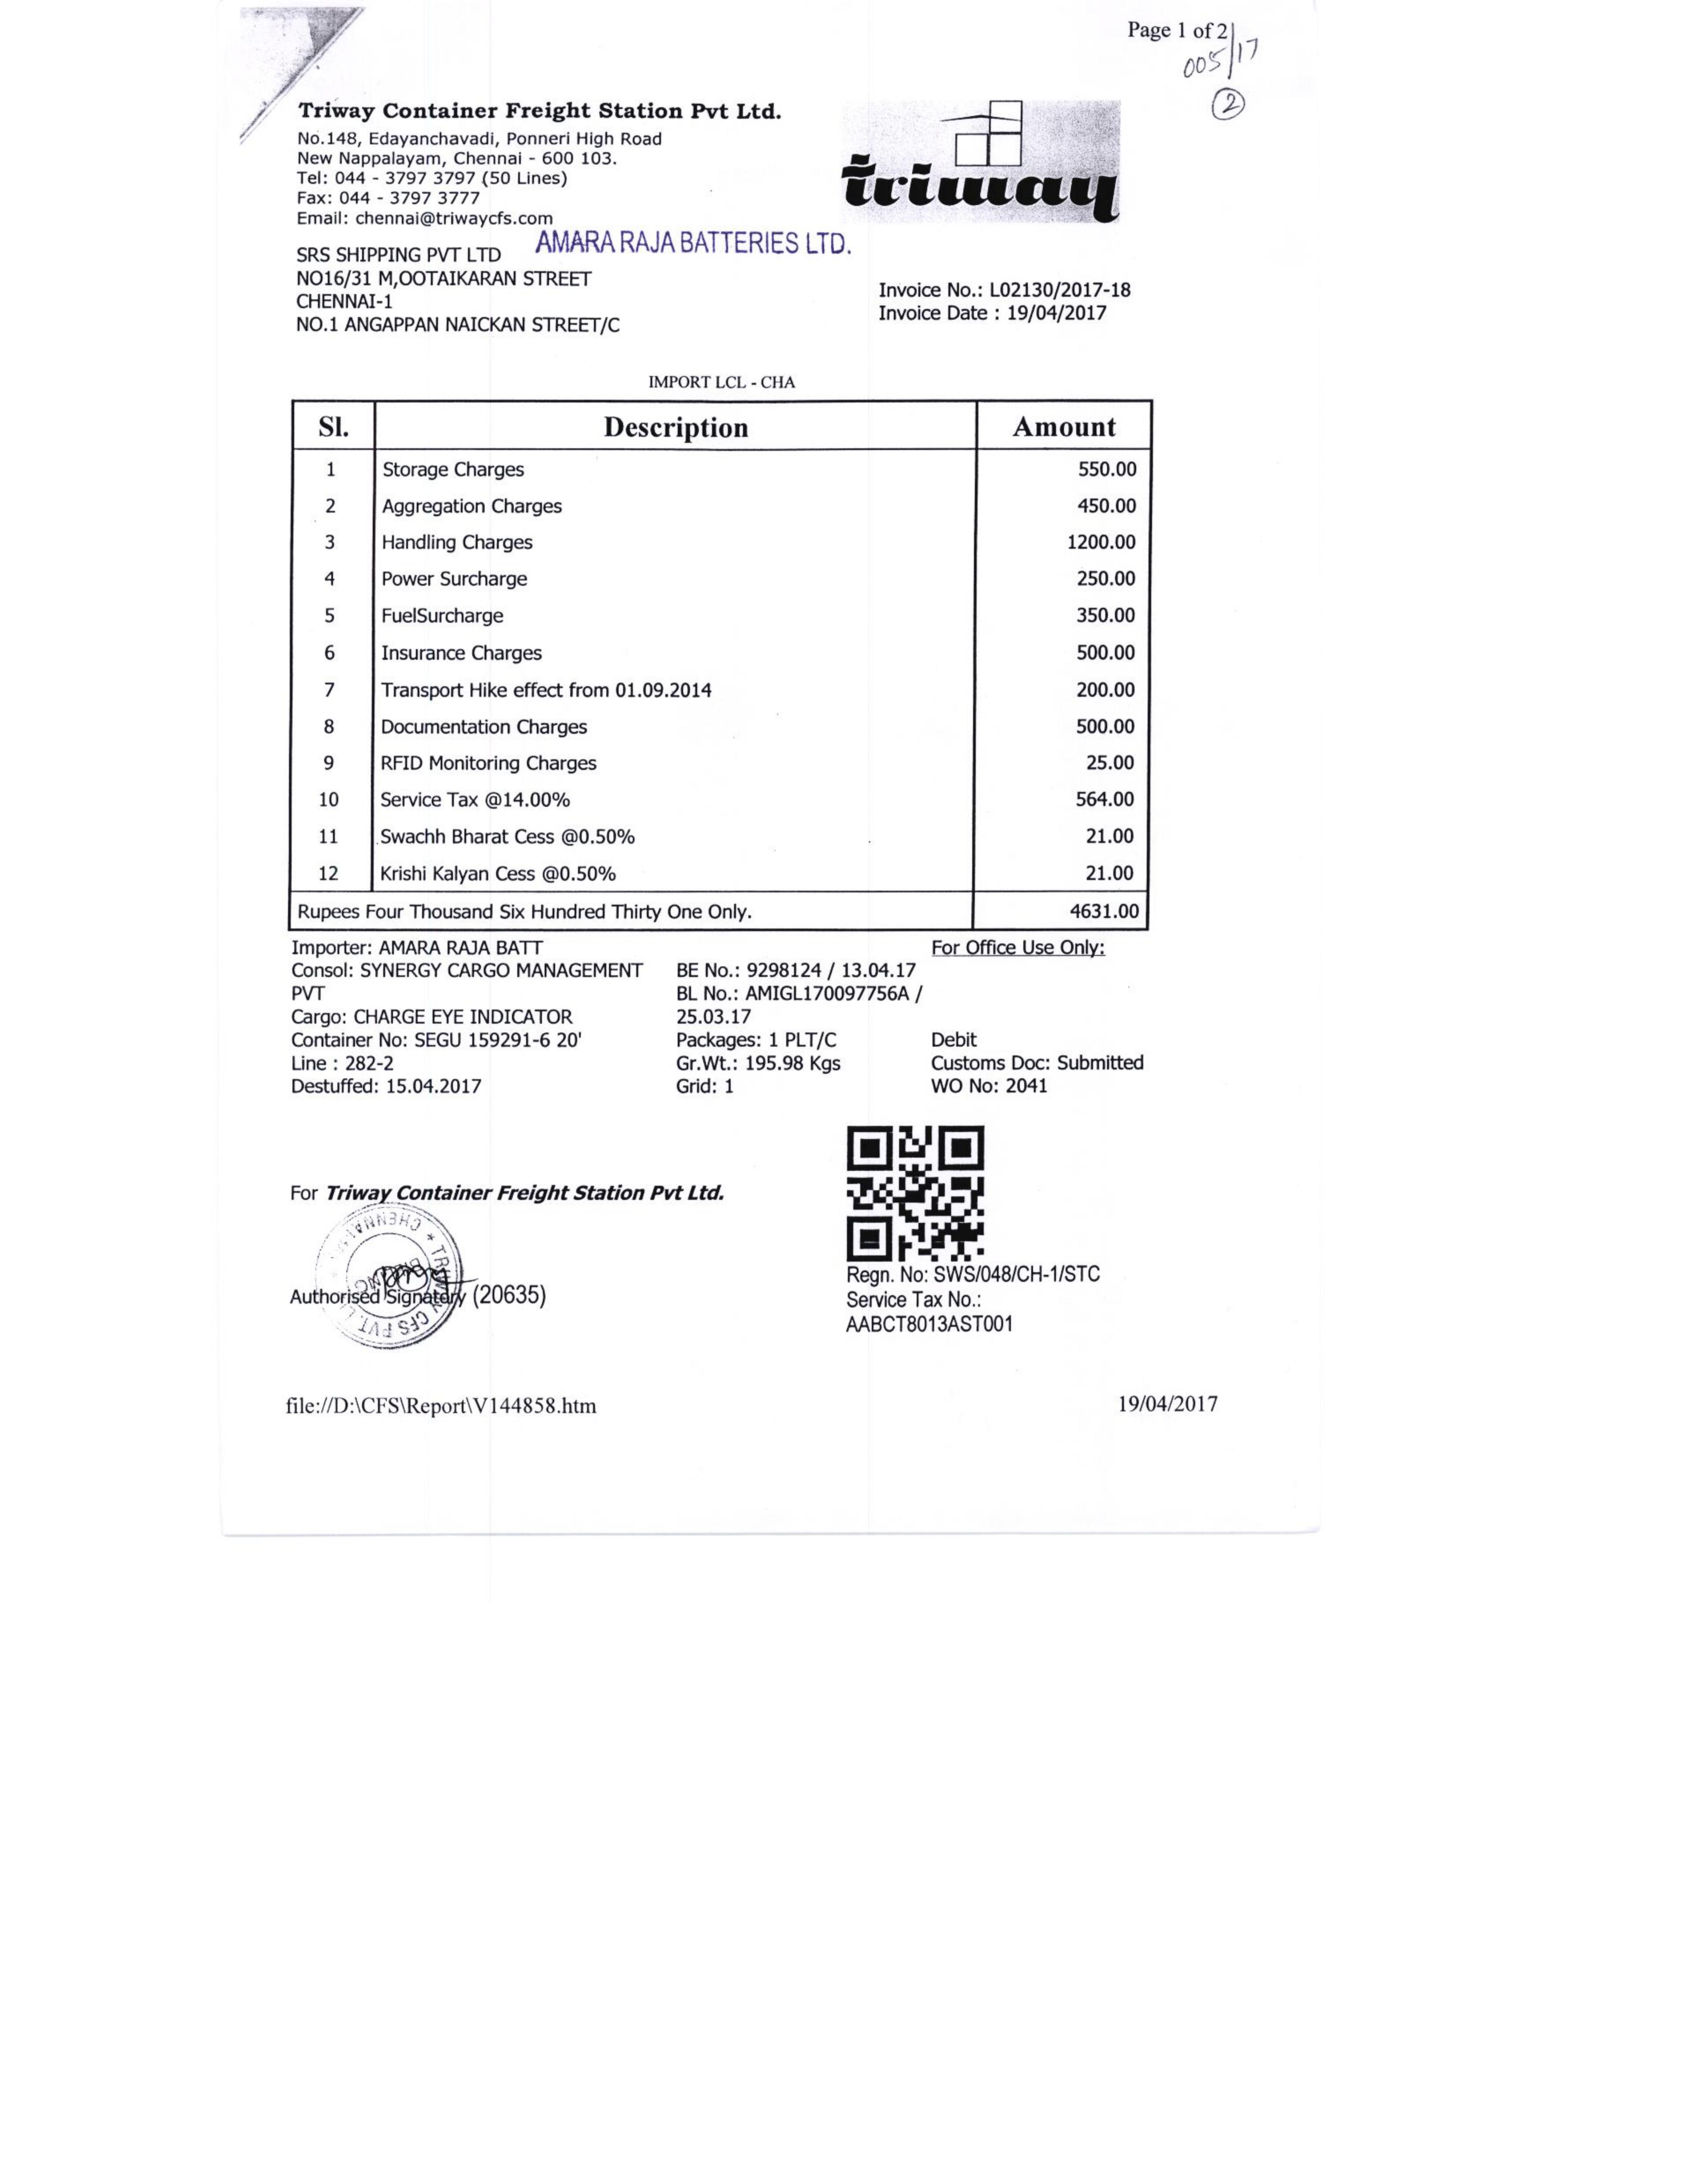 Page 1 of 2
005/17
2
Triway Container Freight Station Pvt Ltd.
No.148, Edayanchavadi, Ponneri High Road
New Nappalayam, Chennai - 600 103.
Tel: 044 - 3797 3797 (50 Lines)
Fax: 044 - 3797 3777
Email: chennai@triwaycfs.com
triway
AMARA RAJA BATTERIES LTD.
SRS SHIPPING PVT LTD
NO16/31 M,OOTAIKARAN STREET
CHENNAI-1
NO.1 ANGAPPAN NAICKAN STREET/C
Invoice No.: L02130/2017-18
Invoice Date : 19/04/2017
IMPORT LCL - CHA
Sl. Description Amount
1 Storage Charges 550.00
2 Aggregation Charges 450.00
3 Handling Charges 1200.00
4 Power Surcharge 250.00
5 FuelSurcharge 350.00
6 Insurance Charges 500.00
7 Transport Hike effect from 01.09.2014 200.00
8 Documentation Charges 500.00
9 RFID Monitoring Charges 25.00
10 Service Tax @14.00% 564.00
11 Swachh Bharat Cess @0.50% 21.00
12 Krishi Kalyan Cess @0.50% 21.00
Rupees Four Thousand Six Hundred Thirty One Only. 4631.00
Importer: AMARA RAJA BATT
Consol: SYNERGY CARGO MANAGEMENT
PVT
Cargo: CHARGE EYE INDICATOR
Container No: SEGU 159291-6 20'
Line : 282-2
Destuffed: 15.04.2017
BE No.: 9298124 / 13.04.17
BL No.: AMIGL170097756A /
25.03.17
Packages: 1 PLT/C
Gr.Wt.: 195.98 Kgs
Grid: 1
For Office Use Only:
Debit
Customs Doc: Submitted
WO No: 2041
For Triway Container Freight Station Pvt Ltd.
TRIWAY CFS PVT. L
CHENNAI
BILLING
Authorised Signatory (20635)
Regn. No: SWS/048/CH-1/STC
Service Tax No.:
AABCT8013AST001
file://D:\CFS\Report\V144858.htm
19/04/2017